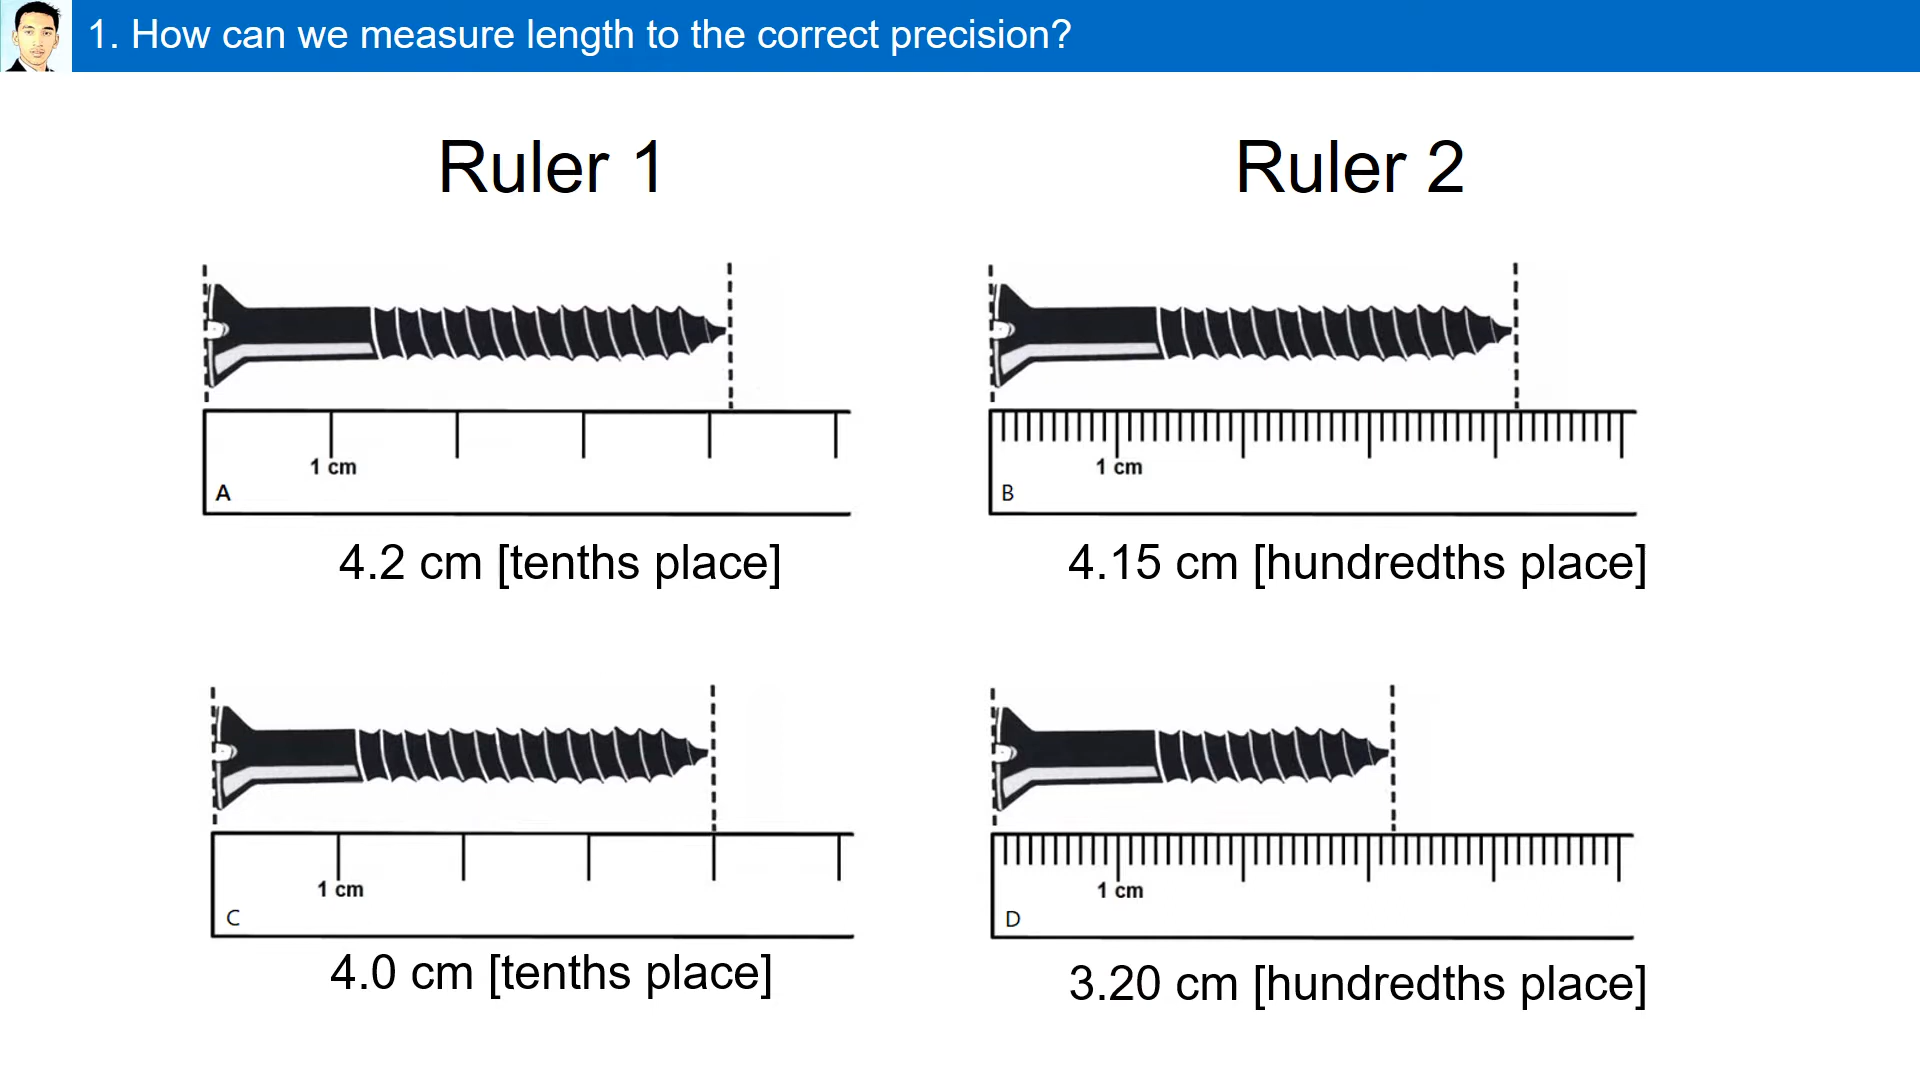 1. How can we measure length to the correct precision?
Ruler 1
Ruler 2
1 cm
A
4.2 cm [tenths place]
1 cm
B
4.15 cm [hundredths place]
1 cm
C
4.0 cm [tenths place]
1 cm
D
3.20 cm [hundredths place]